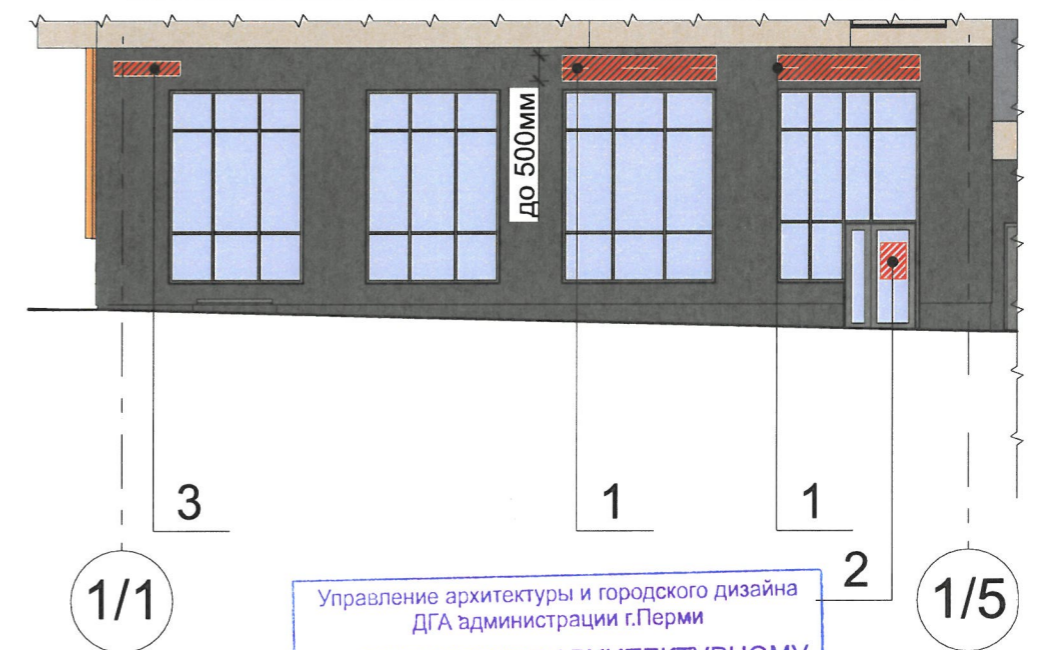 до 500мм
3
1
1
2
1/1
1/5
Управление архитектуры и городского дизайна
ДГА администрации г.Перми